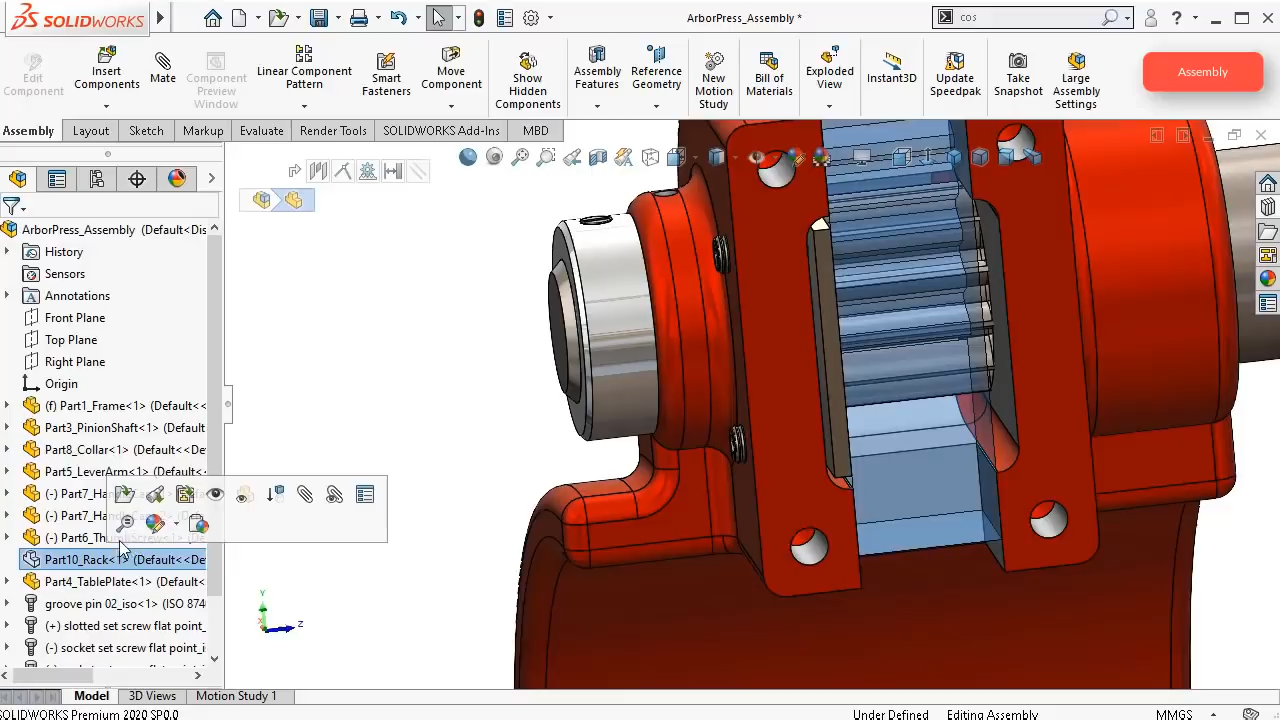 SOLIDWORKS
ArborPress_Assembly *
cos
Edit Component
Insert Components
Mate
Component Preview Window
Linear Component Pattern
Smart Fasteners
Move Component
Show Hidden Components
Assembly Features
Reference Geometry
New Motion Study
Bill of Materials
Exploded View
Instant3D
Update Speedpak
Take Snapshot
Large Assembly Settings
Assembly
Assembly Layout Sketch Markup Evaluate Render Tools SOLIDWORKS Add-Ins MBD
ArborPress_Assembly (Default<Dis
History
Sensors
Annotations
Front Plane
Top Plane
Right Plane
Origin
(f) Part1_Frame<1> (Default<<
Part3_PinionShaft<1> (Default
Part8_Collar<1> (Default<<De
Part5_LeverArm<1> (Default<
(-) Part7_Han
(-) Part7_Han
(-) Part6_Th
Part10_Rack<1> (Default<<De
Part4_TablePlate<1> (Default<
groove pin 02_iso<1> (ISO 874
(+) slotted set screw flat point_
(-) socket set screw flat point_i
Y
X
Z
Model 3D Views Motion Study 1
SOLIDWORKS Premium 2020 SP0.0
Under Defined Editing Assembly MMGS